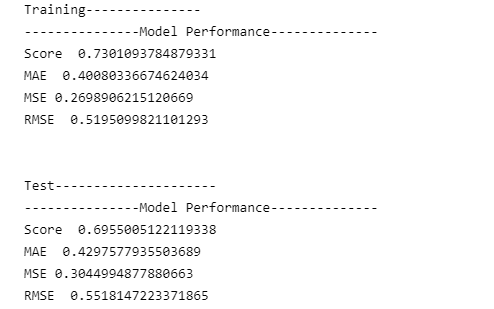 Training---------------
---------------Model Performance--------------
Score  0.7301093784879331
MAE  0.40080336674624034
MSE 0.2698906215120669
RMSE  0.5195099821101293
Test---------------------
---------------Model Performance--------------
Score  0.6955005122119338
MAE  0.4297577935503689
MSE 0.3044994877880663
RMSE  0.5518147223371865